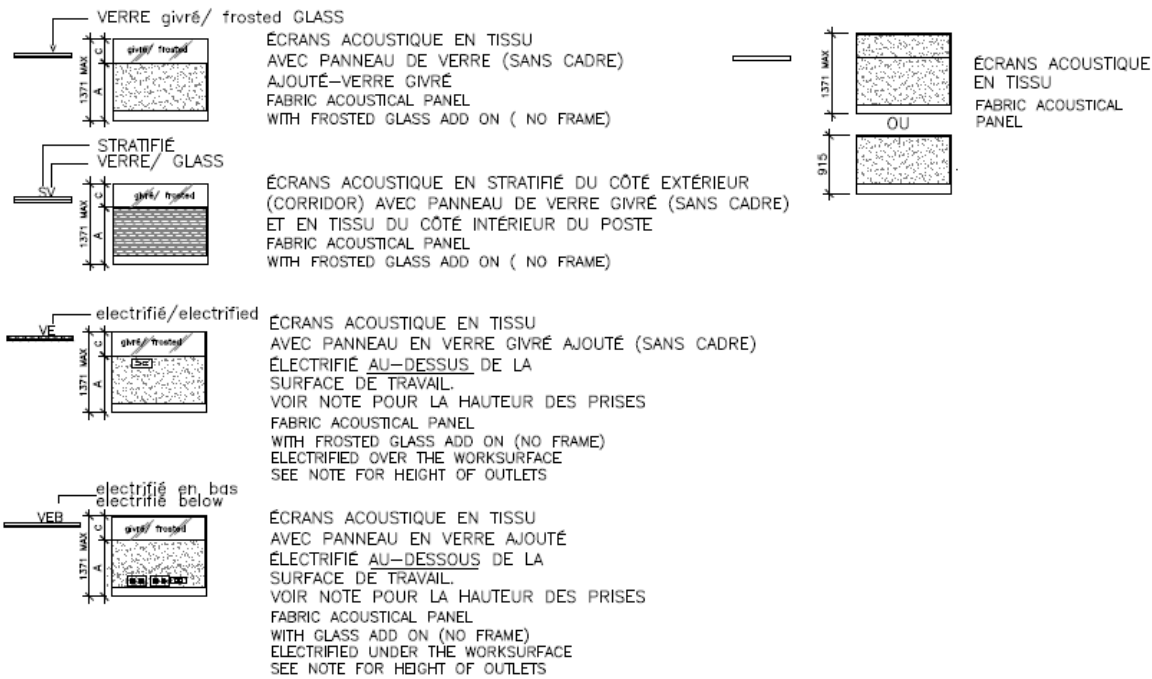 VERRE givré/ frosted GLASS
givré/ frosted
C
A
1371 MAX
ÉCRANS ACOUSTIQUE EN TISSU
AVEC PANNEAU DE VERRE (SANS CADRE)
AJOUTÉ-VERRE GIVRÉ
FABRIC ACOUSTICAL PANEL
WITH FROSTED GLASS ADD ON ( NO FRAME)
STRATIFIÉ
VERRE/ GLASS
SV
givré/ frosted
C
A
1371 MAX
ÉCRANS ACOUSTIQUE EN STRATIFIÉ DU CÔTÉ EXTÉRIEUR
(CORRIDOR) AVEC PANNEAU DE VERRE GIVRÉ (SANS CADRE)
ET EN TISSU DU CÔTÉ INTÉRIEUR DU POSTE
FABRIC ACOUSTICAL PANEL
WITH FROSTED GLASS ADD ON ( NO FRAME)
electrifié/electrified
VE
givré/ frosted
C
A
1371 MAX
ÉCRANS ACOUSTIQUE EN TISSU
AVEC PANNEAU EN VERRE GIVRÉ AJOUTÉ (SANS CADRE)
ÉLECTRIFIÉ AU-DESSUS DE LA
SURFACE DE TRAVAIL.
VOIR NOTE POUR LA HAUTEUR DES PRISES
FABRIC ACOUSTICAL PANEL
WITH FROSTED GLASS ADD ON (NO FRAME)
ELECTRIFIED OVER THE WORKSURFACE
SEE NOTE FOR HEIGHT OF OUTLETS
electrifié en bas
electrifié below
VEB
givré/ frosted
C
A
1371 MAX
ÉCRANS ACOUSTIQUE EN TISSU
AVEC PANNEAU EN VERRE AJOUTÉ
ÉLECTRIFIÉ AU-DESSOUS DE LA
SURFACE DE TRAVAIL.
VOIR NOTE POUR LA HAUTEUR DES PRISES
FABRIC ACOUSTICAL PANEL
WITH GLASS ADD ON (NO FRAME)
ELECTRIFIED UNDER THE WORKSURFACE
SEE NOTE FOR HEIGHT OF OUTLETS
1371 MAX
OU
915
ÉCRANS ACOUSTIQUE
EN TISSU
FABRIC ACOUSTICAL
PANEL